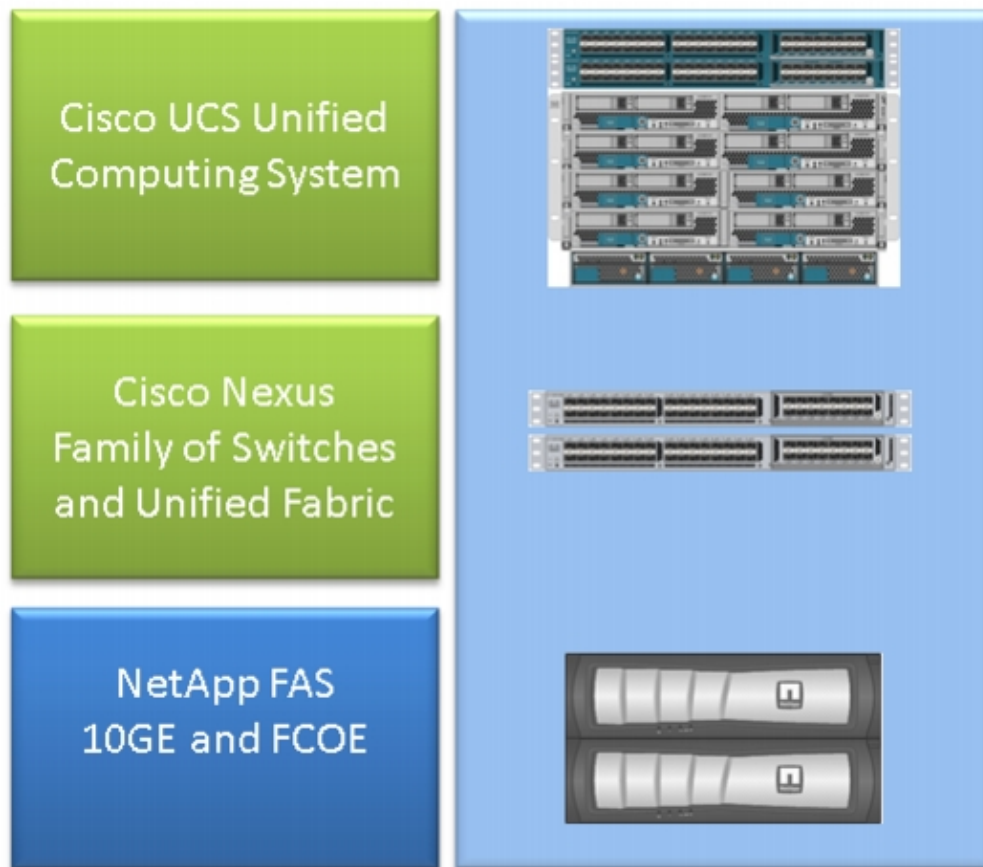 Cisco UCS Unified
Computing System
Cisco Nexus
Family of Switches
and Unified Fabric
NetApp FAS
10GE and FCOE